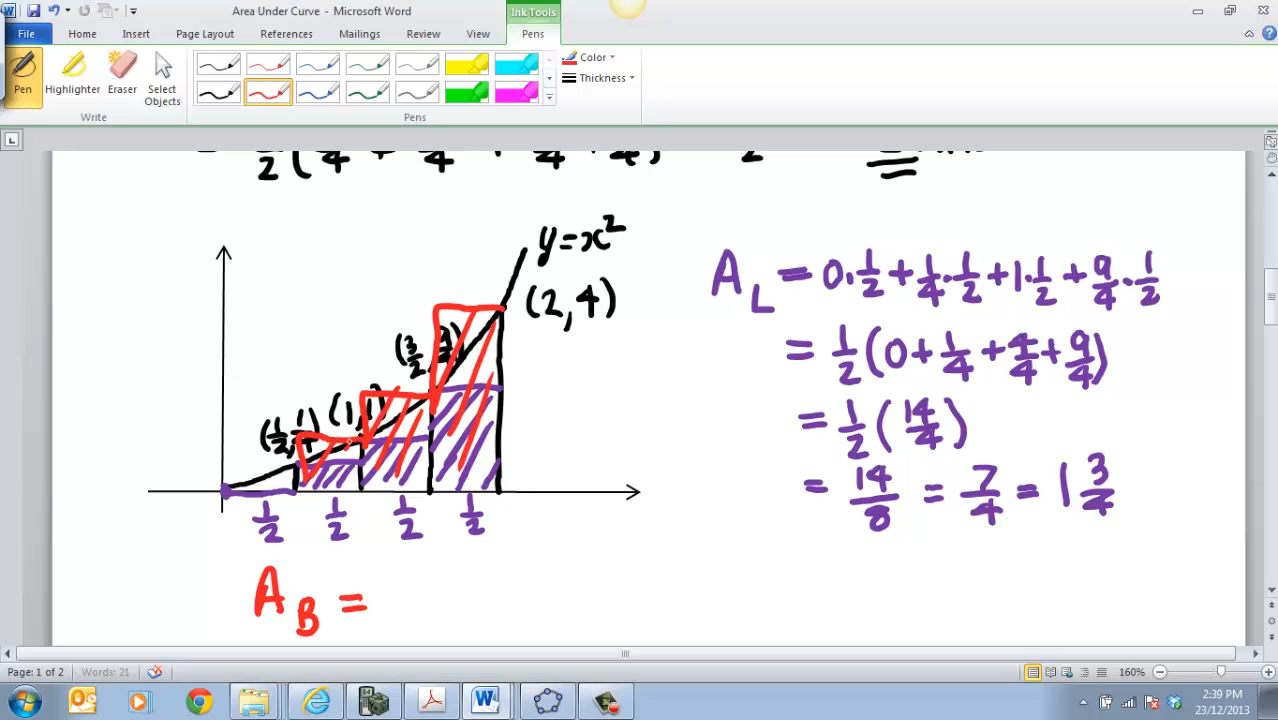 Area Under Curve - Microsoft Word
Ink Tools
File Home Insert Page Layout References Mailings Review View Pens
Pen Highlighter Eraser Select Objects
Color
Thickness
Write Pens
y=x²
(2,4)
(3/2, 9/4)
(1,1)
(1/2, 1/4)
1/2 1/2 1/2 1/2
A_B =
A_L = 0·1/2+1/4·1/2+1·1/2+9/4·1/2
= 1/2(0+1/4+4/4+9/4)
= 1/2(14/4)
= 14/8 = 7/4 = 1 3/4
Page: 1 of 2 Words: 21 160%
2:39 PM
23/12/2013